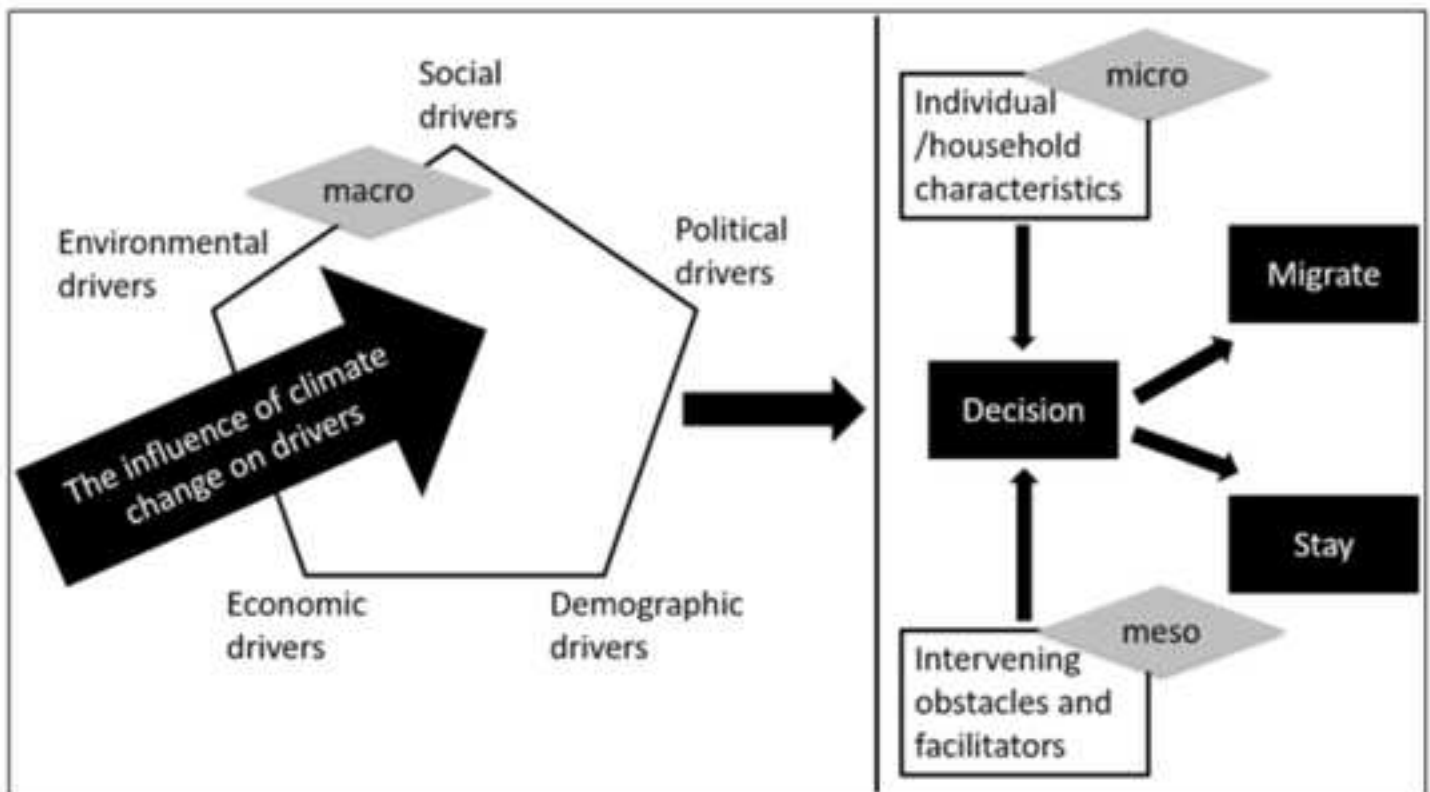 Social
drivers
macro
Environmental
drivers
Political
drivers
The influence of climate
change on drivers
Economic
drivers
Demographic
drivers
micro
Individual
/household
characteristics
Migrate
Decision
Stay
meso
Intervening
obstacles and
facilitators